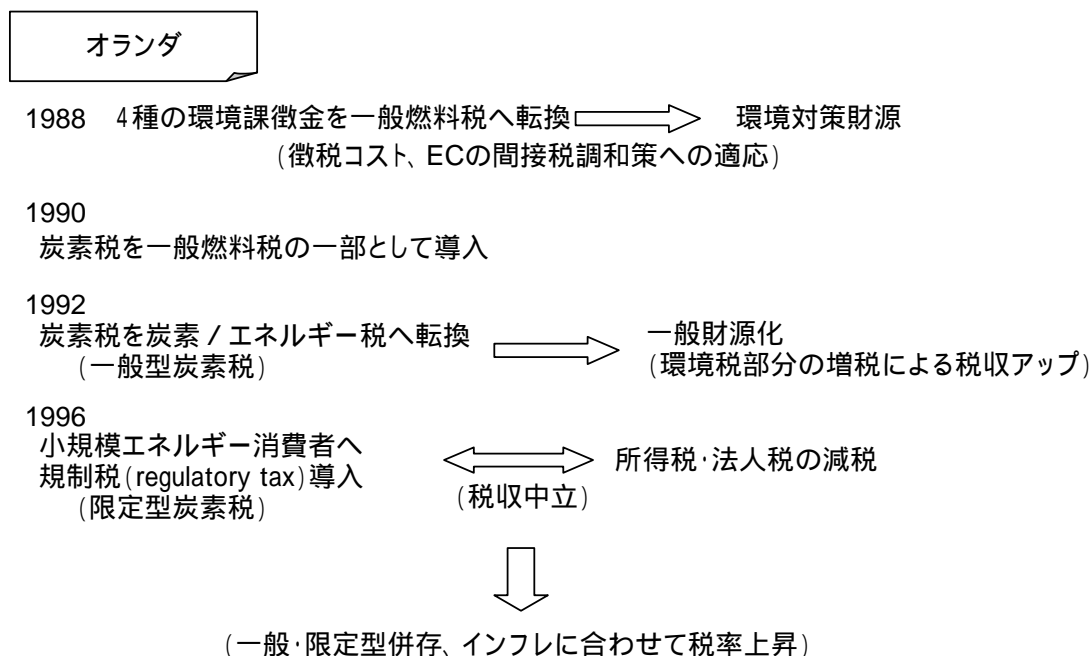 オランダ
1988 4種の環境課徴金を一般燃料税へ転換 環境対策財源
(徴税コスト、ECの間接税調和策への適応)
1990
炭素税を一般燃料税の一部として導入
1992
炭素税を炭素/エネルギー税へ転換 一般財源化
(一般型炭素税) (環境税部分の増税による税収アップ)
1996
小規模エネルギー消費者へ
規制税(regulatory tax)導入 所得税・法人税の減税
(限定型炭素税) (税収中立)
(一般・限定型併存、インフレに合わせて税率上昇)